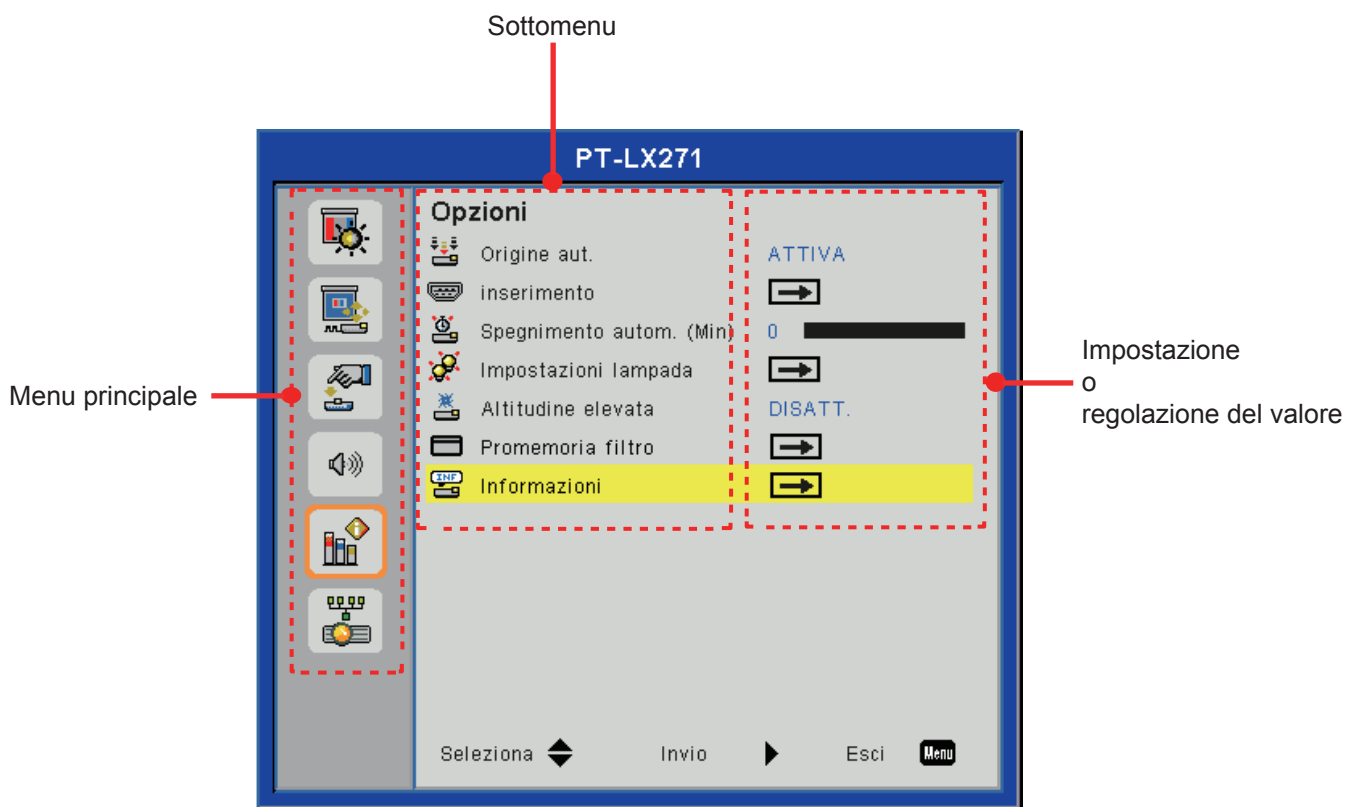 Sottomenu
PT-LX271
Opzioni
Origine aut. ATTIVA
inserimento
Spegnimento autom. (Min) 0
Impostazioni lampada
Altitudine elevata DISATT.
Promemoria filtro
INF Informazioni
Seleziona Invio Esci Menu
Menu principale
Impostazione
o
regolazione del valore